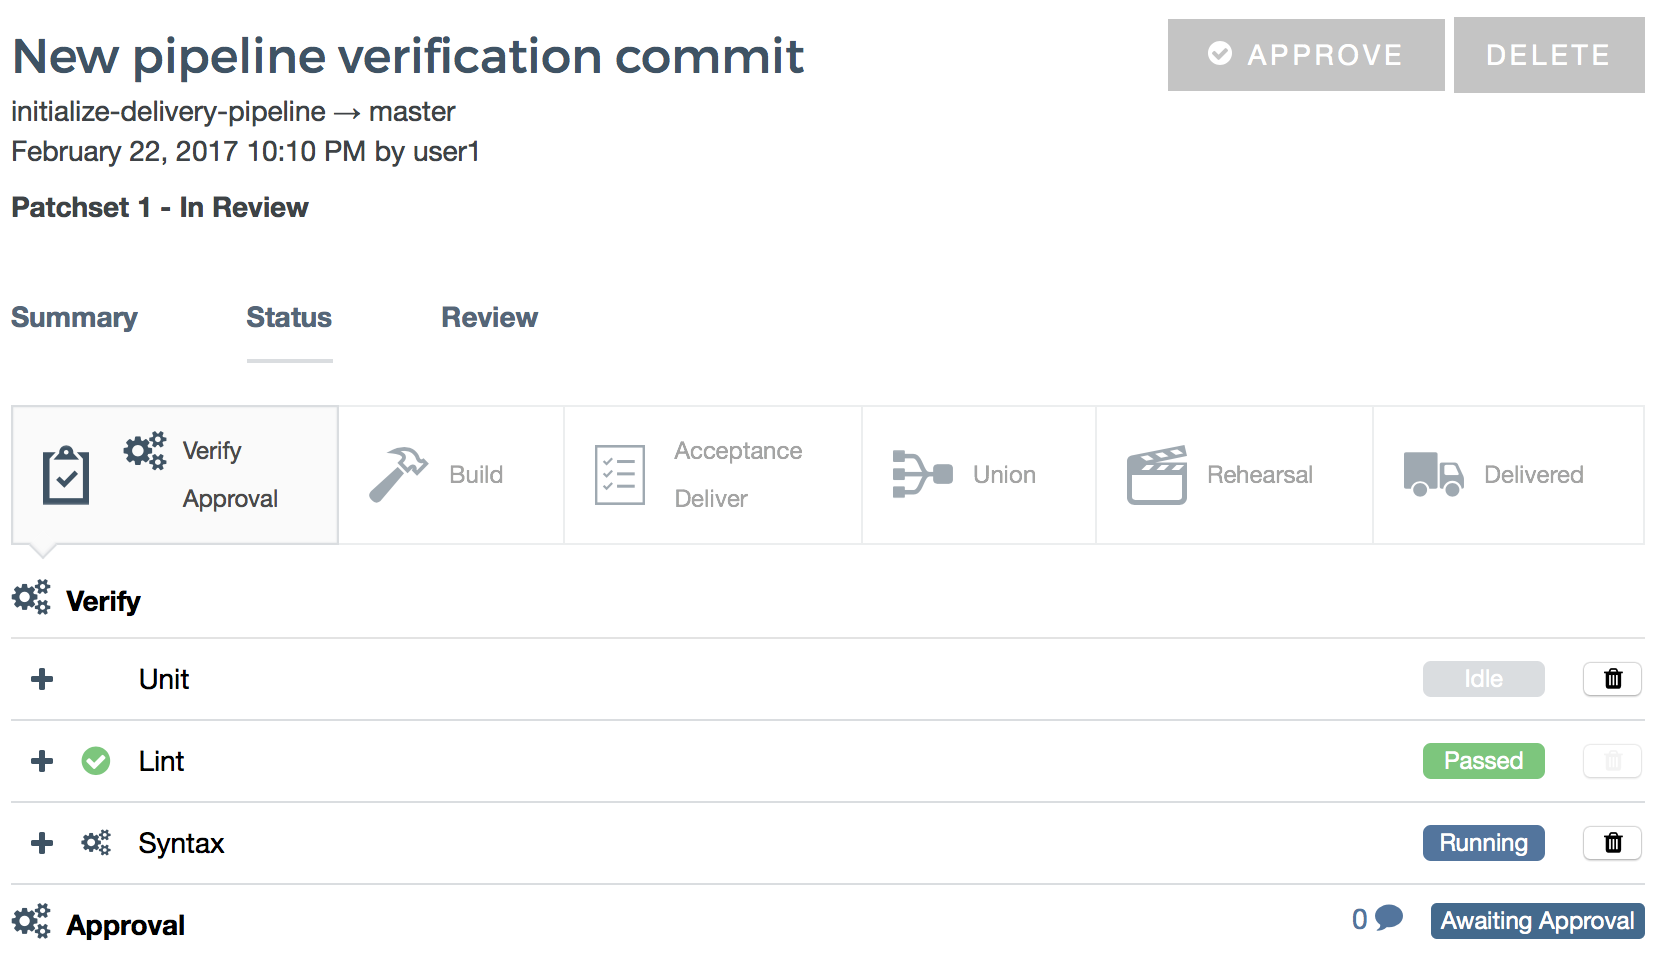 New pipeline verification commit
APPROVE
DELETE
initialize-delivery-pipeline → master
February 22, 2017 10:10 PM by user1
Patchset 1 - In Review
Summary
Status
Review
Verify
Approval
Build
Acceptance
Deliver
Union
Rehearsal
Delivered
Verify
Unit
Idle
Lint
Passed
Syntax
Running
Approval
0
Awaiting Approval